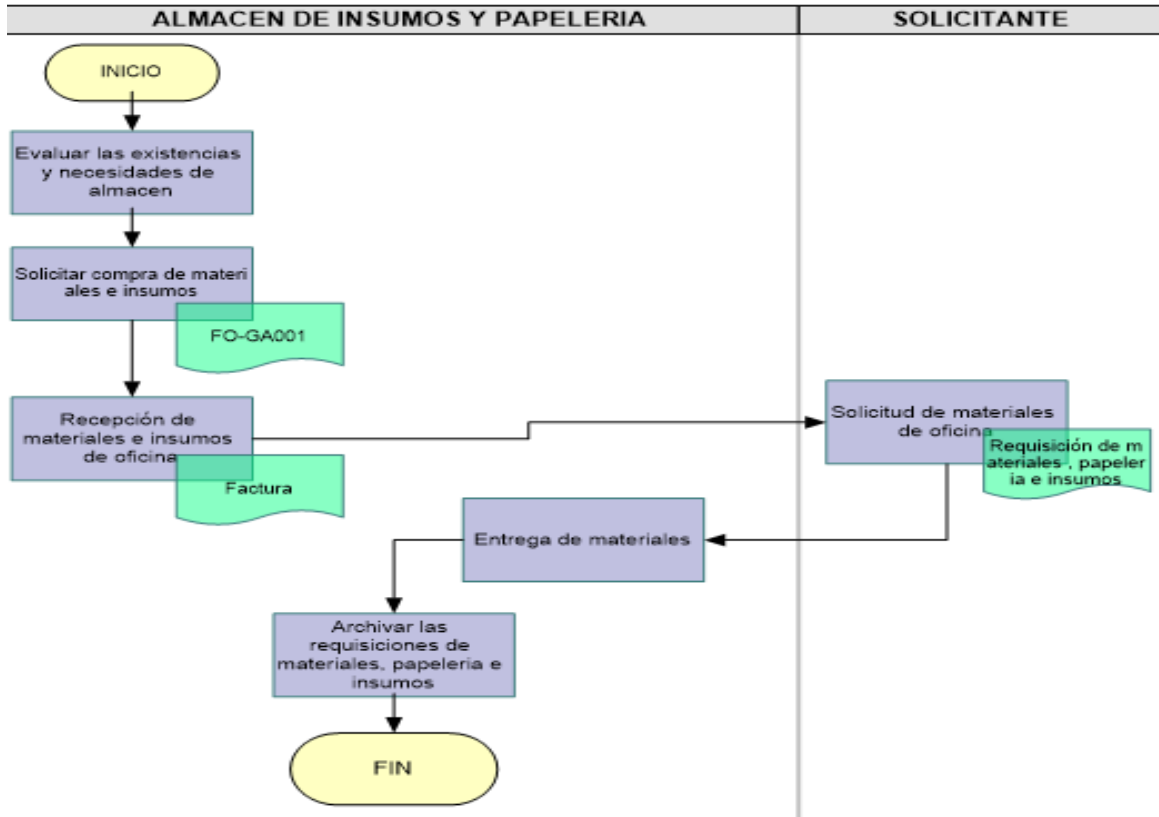 ALMACEN DE INSUMOS Y PAPELERIA
SOLICITANTE
INICIO
Evaluar las existencias
y necesidades de
almacen
Solicitar compra de materi
ales e insumos
FO-GA001
Recepción de
materiales e insumos
de oficina
Factura
Solicitud de materiales
de oficina
Requisición de m
ateriales , papeler
ia e insumos
Entrega de materiales
Archivar las
requisiciones de
materiales, papeleria e
insumos
FIN